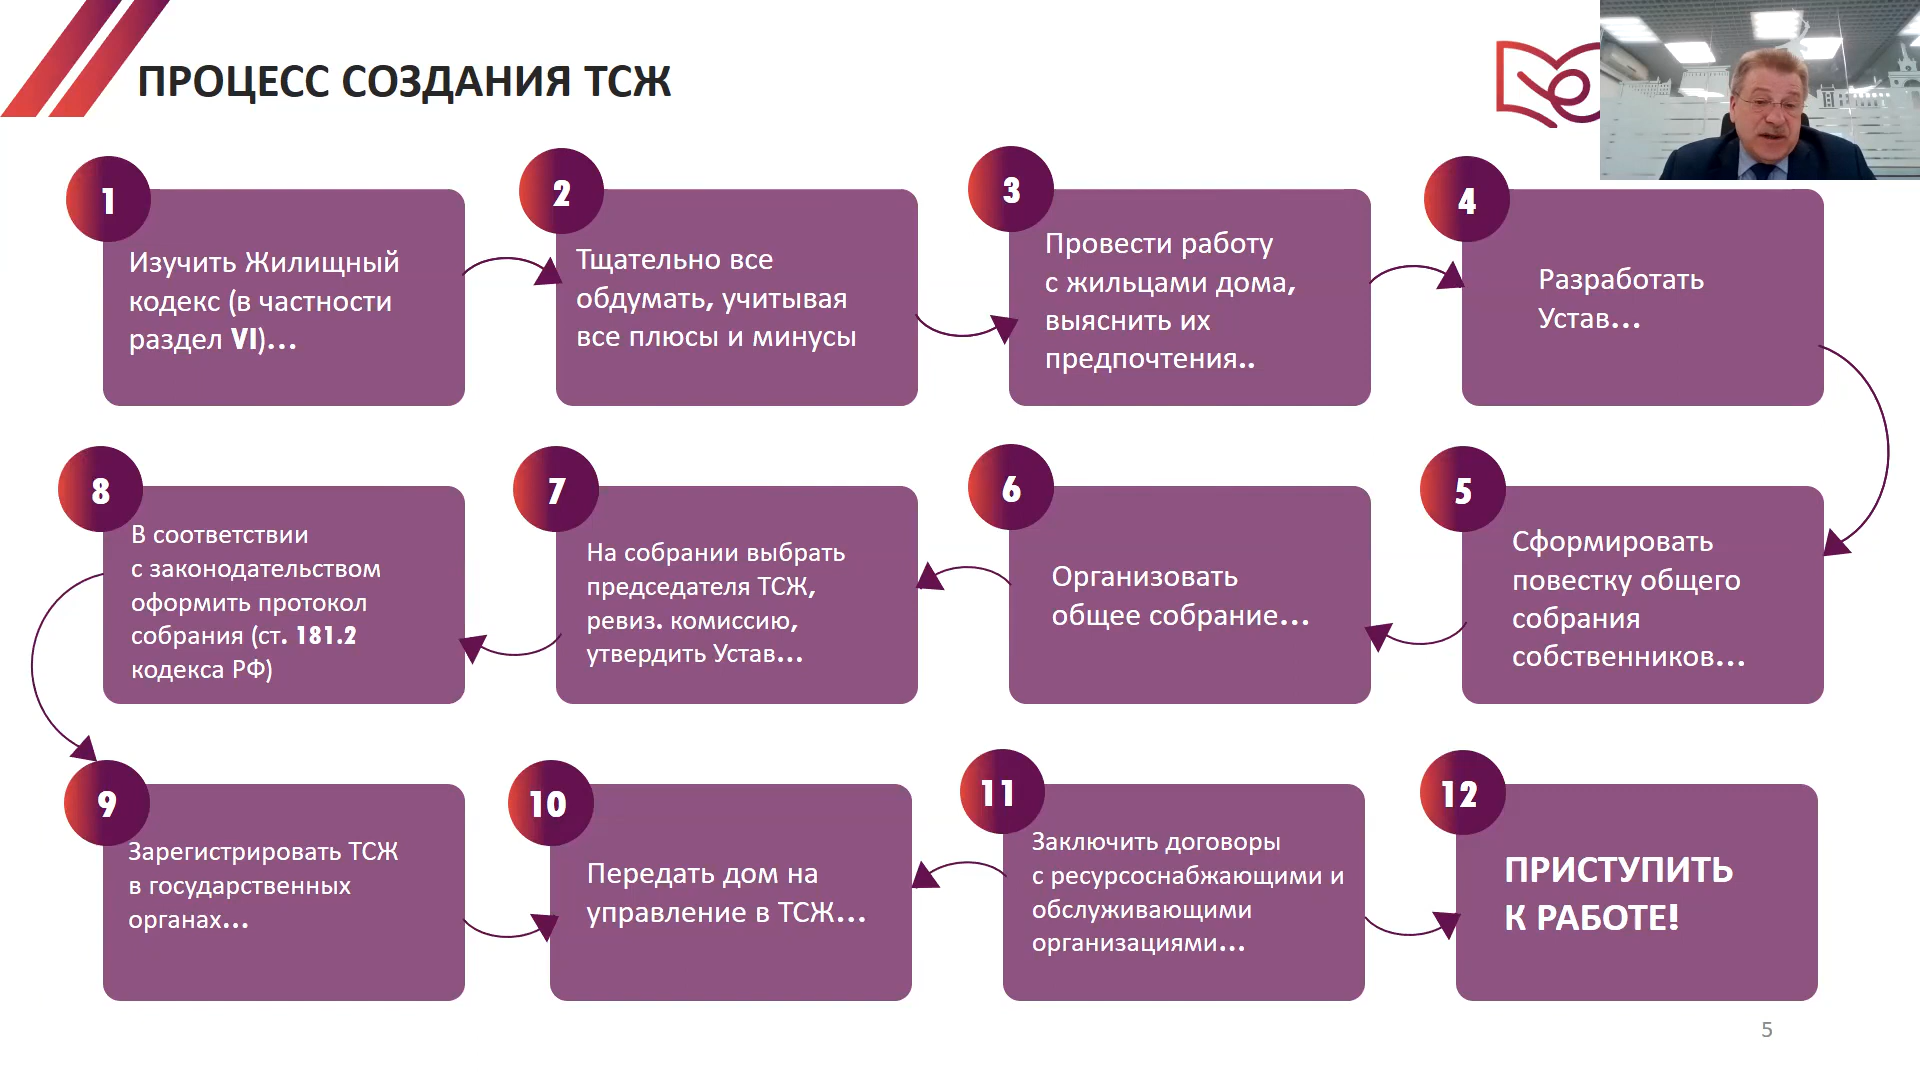 ПРОЦЕСС СОЗДАНИЯ ТСЖ
1
Изучить Жилищный
кодекс (в частности
раздел VI)...
2
Тщательно все
обдумать, учитывая
все плюсы и минусы
3
Провести работу
с жильцами дома,
выяснить их
предпочтения..
4
Разработать
Устав...
5
Сформировать
повестку общего
собрания
собственников...
6
Организовать
общее собрание...
7
На собрании выбрать
председателя ТСЖ,
ревиз. комиссию,
утвердить Устав...
8
В соответствии
с законодательством
оформить протокол
собрания (ст. 181.2
кодекса РФ)
9
Зарегистрировать ТСЖ
в государственных
органах...
10
Передать дом на
управление в ТСЖ...
11
Заключить договоры
с ресурсоснабжающими и
обслуживающими
организациями...
12
ПРИСТУПИТЬ
К РАБОТЕ!
5